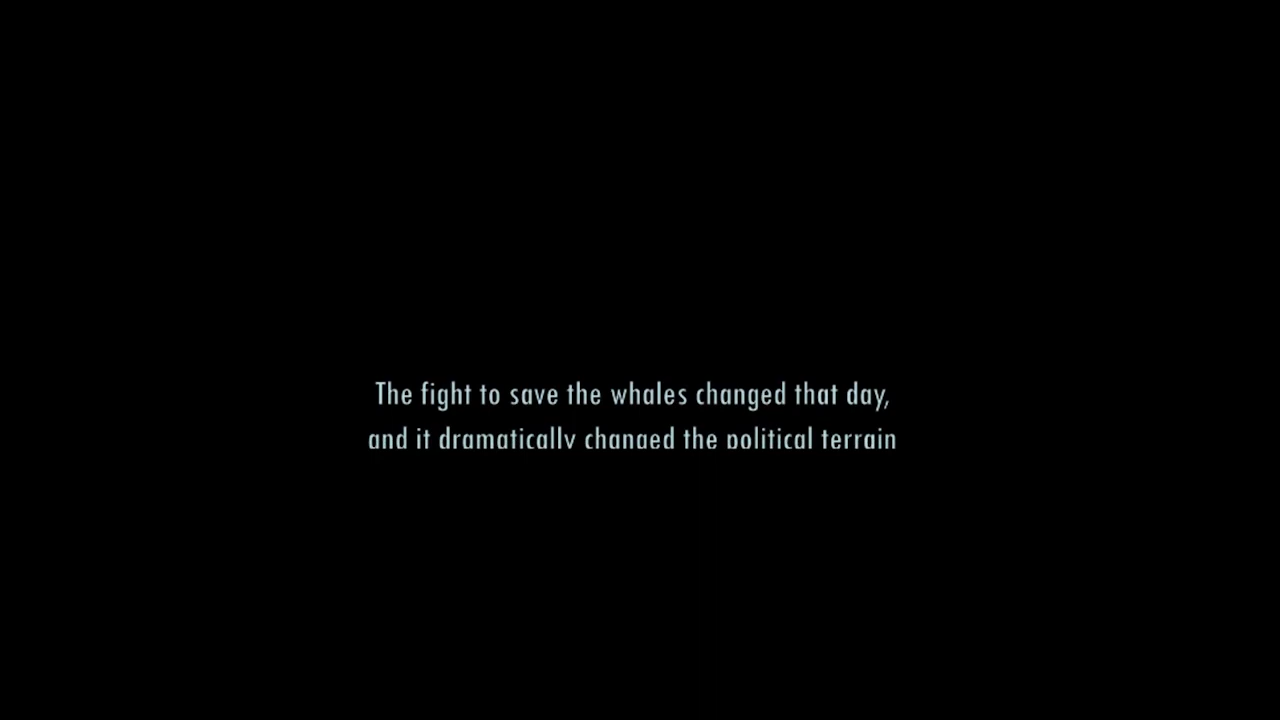 The fight to save the whales changed that day,
and it dramatically changed the political terrain